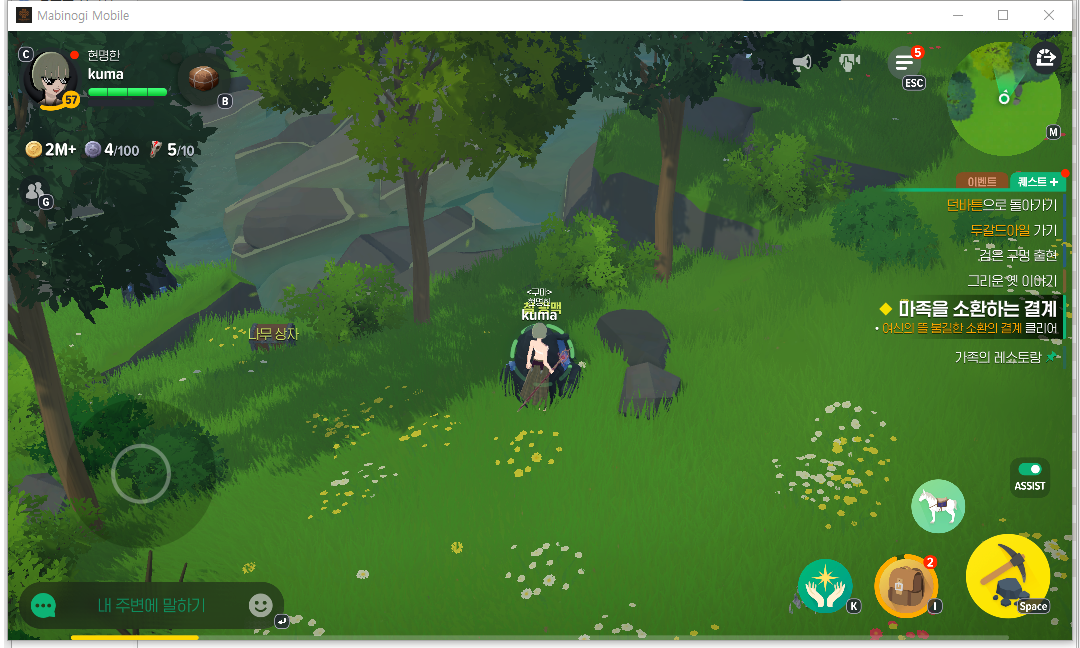 Mabinogi Mobile
C
현명한
kuma
57
B
2M+
4/100
5/10
G
5
ESC
M
이벤트
퀘스트 +
던바튼으로 돌아가기
두갈드아일 가기
검은 구멍 출현
그리운 옛 이야기
마족을 소환하는 결계
• 여신의 뜰 불길한 소환의 결계 클리어
가족의 레스토랑
나무 상자
<구마>
현명한
kuma
ASSIST
내 주변에 말하기
K
2
I
Space